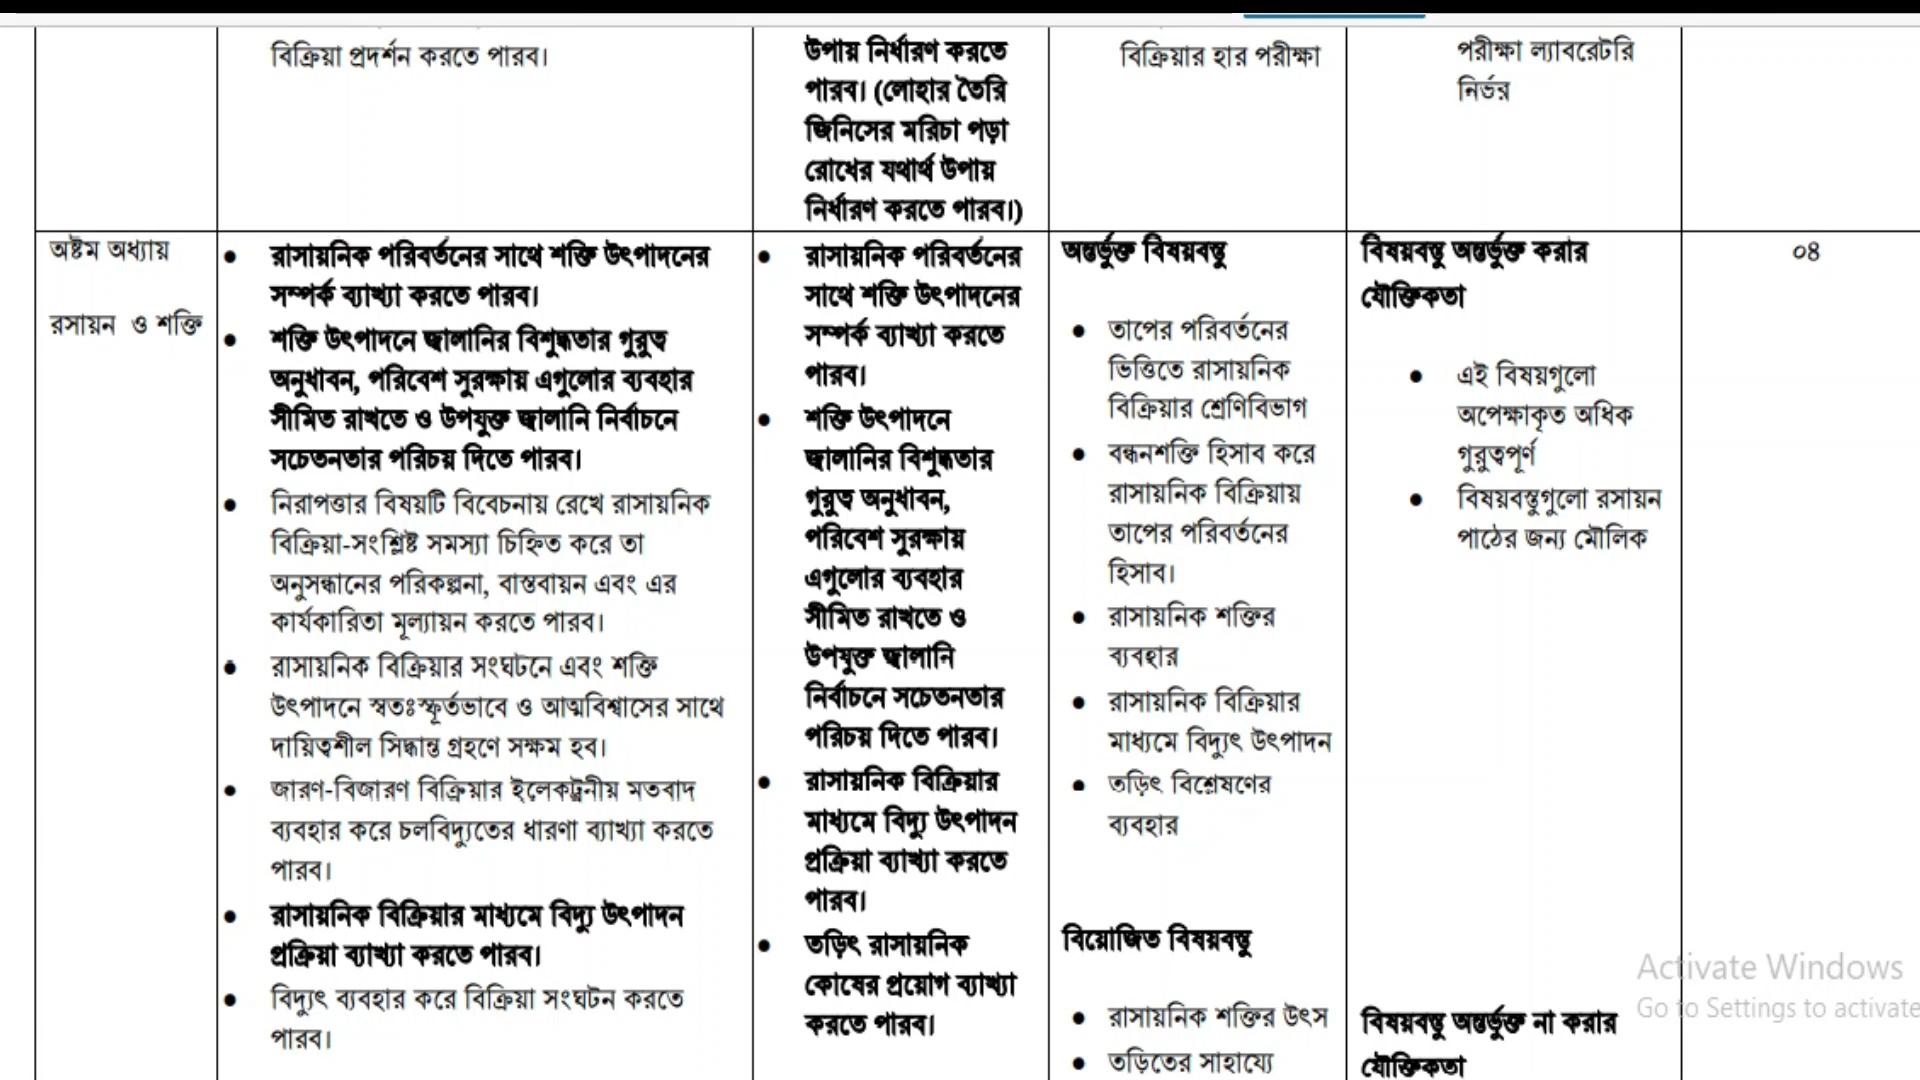 বিক্রিয়া প্রদর্শন করতে পারব।
উপায় নির্ধারণ করতে
পারব। (লোহার তৈরি
জিনিসের মরিচা পড়া
রোধের যথার্থ উপায়
নির্ধারণ করতে পারব।)
বিক্রিয়ার হার পরীক্ষা
পরীক্ষা ল্যাবরেটরি
নির্ভর
অষ্টম অধ্যায়
রসায়ন ও শক্তি
● রাসায়নিক পরিবর্তনের সাথে শক্তি উৎপাদনের
সম্পর্ক ব্যাখ্যা করতে পারব।
● শক্তি উৎপাদনে জ্বালানির বিশুদ্ধতার গুরুত্ব
অনুধাবন, পরিবেশ সুরক্ষায় এগুলোর ব্যবহার
সীমিত রাখতে ও উপযুক্ত জ্বালানি নির্বাচনে
সচেতনতার পরিচয় দিতে পারব।
● নিরাপত্তার বিষয়টি বিবেচনায় রেখে রাসায়নিক
বিক্রিয়া-সংশ্লিষ্ট সমস্যা চিহ্নিত করে তা
অনুসন্ধানের পরিকল্পনা, বাস্তবায়ন এবং এর
কার্যকারিতা মূল্যায়ন করতে পারব।
● রাসায়নিক বিক্রিয়ার সংঘটনে এবং শক্তি
উৎপাদনে স্বতঃস্ফূর্তভাবে ও আত্মবিশ্বাসের সাথে
দায়িত্বশীল সিদ্ধান্ত গ্রহণে সক্ষম হব।
● জারণ-বিজারণ বিক্রিয়ার ইলেকট্রনীয় মতবাদ
ব্যবহার করে চলবিদ্যুতের ধারণা ব্যাখ্যা করতে
পারব।
● রাসায়নিক বিক্রিয়ার মাধ্যমে বিদ্যু উৎপাদন
প্রক্রিয়া ব্যাখ্যা করতে পারব।
● বিদ্যুৎ ব্যবহার করে বিক্রিয়া সংঘটন করতে
পারব।
● রাসায়নিক পরিবর্তনের
সাথে শক্তি উৎপাদনের
সম্পর্ক ব্যাখ্যা করতে
পারব।
● শক্তি উৎপাদনে
জ্বালানির বিশুদ্ধতার
গুরুত্ব অনুধাবন,
পরিবেশ সুরক্ষায়
এগুলোর ব্যবহার
সীমিত রাখতে ও
উপযুক্ত জ্বালানি
নির্বাচনে সচেতনতার
পরিচয় দিতে পারব।
● রাসায়নিক বিক্রিয়ার
মাধ্যমে বিদ্যু উৎপাদন
প্রক্রিয়া ব্যাখ্যা করতে
পারব।
● তড়িৎ রাসায়নিক
কোষের প্রয়োগ ব্যাখ্যা
করতে পারব।
অন্তর্ভুক্ত বিষয়বস্তু
● তাপের পরিবর্তনের
ভিত্তিতে রাসায়নিক
বিক্রিয়ার শ্রেণিবিভাগ
● বন্ধনশক্তি হিসাব করে
রাসায়নিক বিক্রিয়ায়
তাপের পরিবর্তনের
হিসাব।
● রাসায়নিক শক্তির
ব্যবহার
● রাসায়নিক বিক্রিয়ার
মাধ্যমে বিদ্যুৎ উৎপাদন
● তড়িৎ বিশ্লেষণের
ব্যবহার
বিয়োজিত বিষয়বস্তু
● রাসায়নিক শক্তির উৎস
● তড়িতের সাহায্যে
বিষয়বস্তু অন্তর্ভুক্ত করার
যৌক্তিকতা
● এই বিষয়গুলো
অপেক্ষাকৃত অধিক
গুরুত্বপূর্ণ
● বিষয়বস্তুগুলো রসায়ন
পাঠের জন্য মৌলিক
বিষয়বস্তু অন্তর্ভুক্ত না করার
যৌক্তিকতা
০৪
Activate Windows
Go to Settings to activate